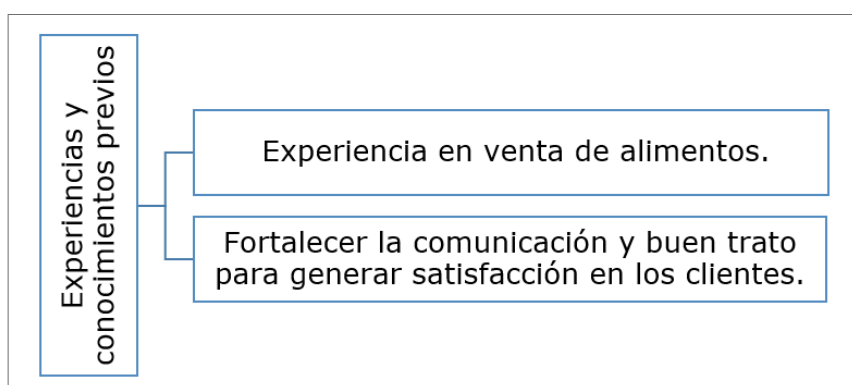 Experiencias y
conocimientos previos
Experiencia en venta de alimentos.
Fortalecer la comunicación y buen trato
para generar satisfacción en los clientes.